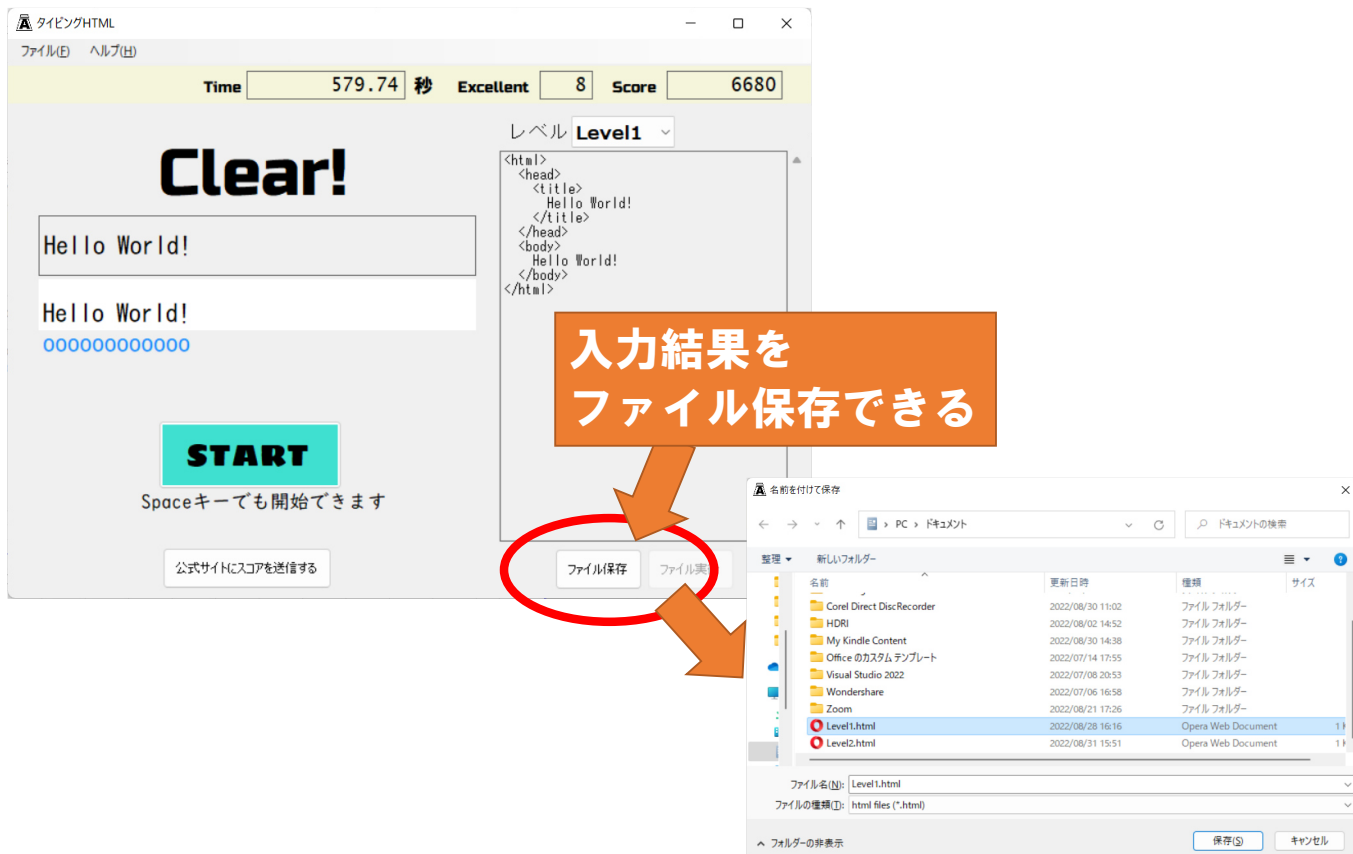 タイピングHTML
ファイル(F) ヘルプ(H)
Time 579.74 秒 Excellent 8 Score 6680
レベル Level1
Clear!
Hello World!
Hello World!
oooooooooooo
START
Spaceキーでも開始できます
公式サイトにスコアを送信する
<html>
<head>
<title>
Hello World!
</title>
</head>
<body>
Hello World!
</body>
</html>
入力結果を
ファイル保存できる
ファイル保存 ファイル実
名前を付けて保存
PC › ドキュメント ドキュメントの検索
整理 新しいフォルダー
名前 更新日時 種類 サイズ
Corel Direct DiscRecorder 2022/08/30 11:02 ファイル フォルダー
HDRI 2022/08/02 14:52 ファイル フォルダー
My Kindle Content 2022/08/30 14:38 ファイル フォルダー
Office のカスタム テンプレート 2022/07/14 17:55 ファイル フォルダー
Visual Studio 2022 2022/07/08 20:53 ファイル フォルダー
Wondershare 2022/07/06 16:58 ファイル フォルダー
Zoom 2022/08/21 17:26 ファイル フォルダー
Level1.html 2022/08/28 16:16 Opera Web Document 1
Level2.html 2022/08/31 15:51 Opera Web Document 1
ファイル名(N): Level1.html
ファイルの種類(T): html files (*.html)
フォルダーの非表示 保存(S) キャンセル